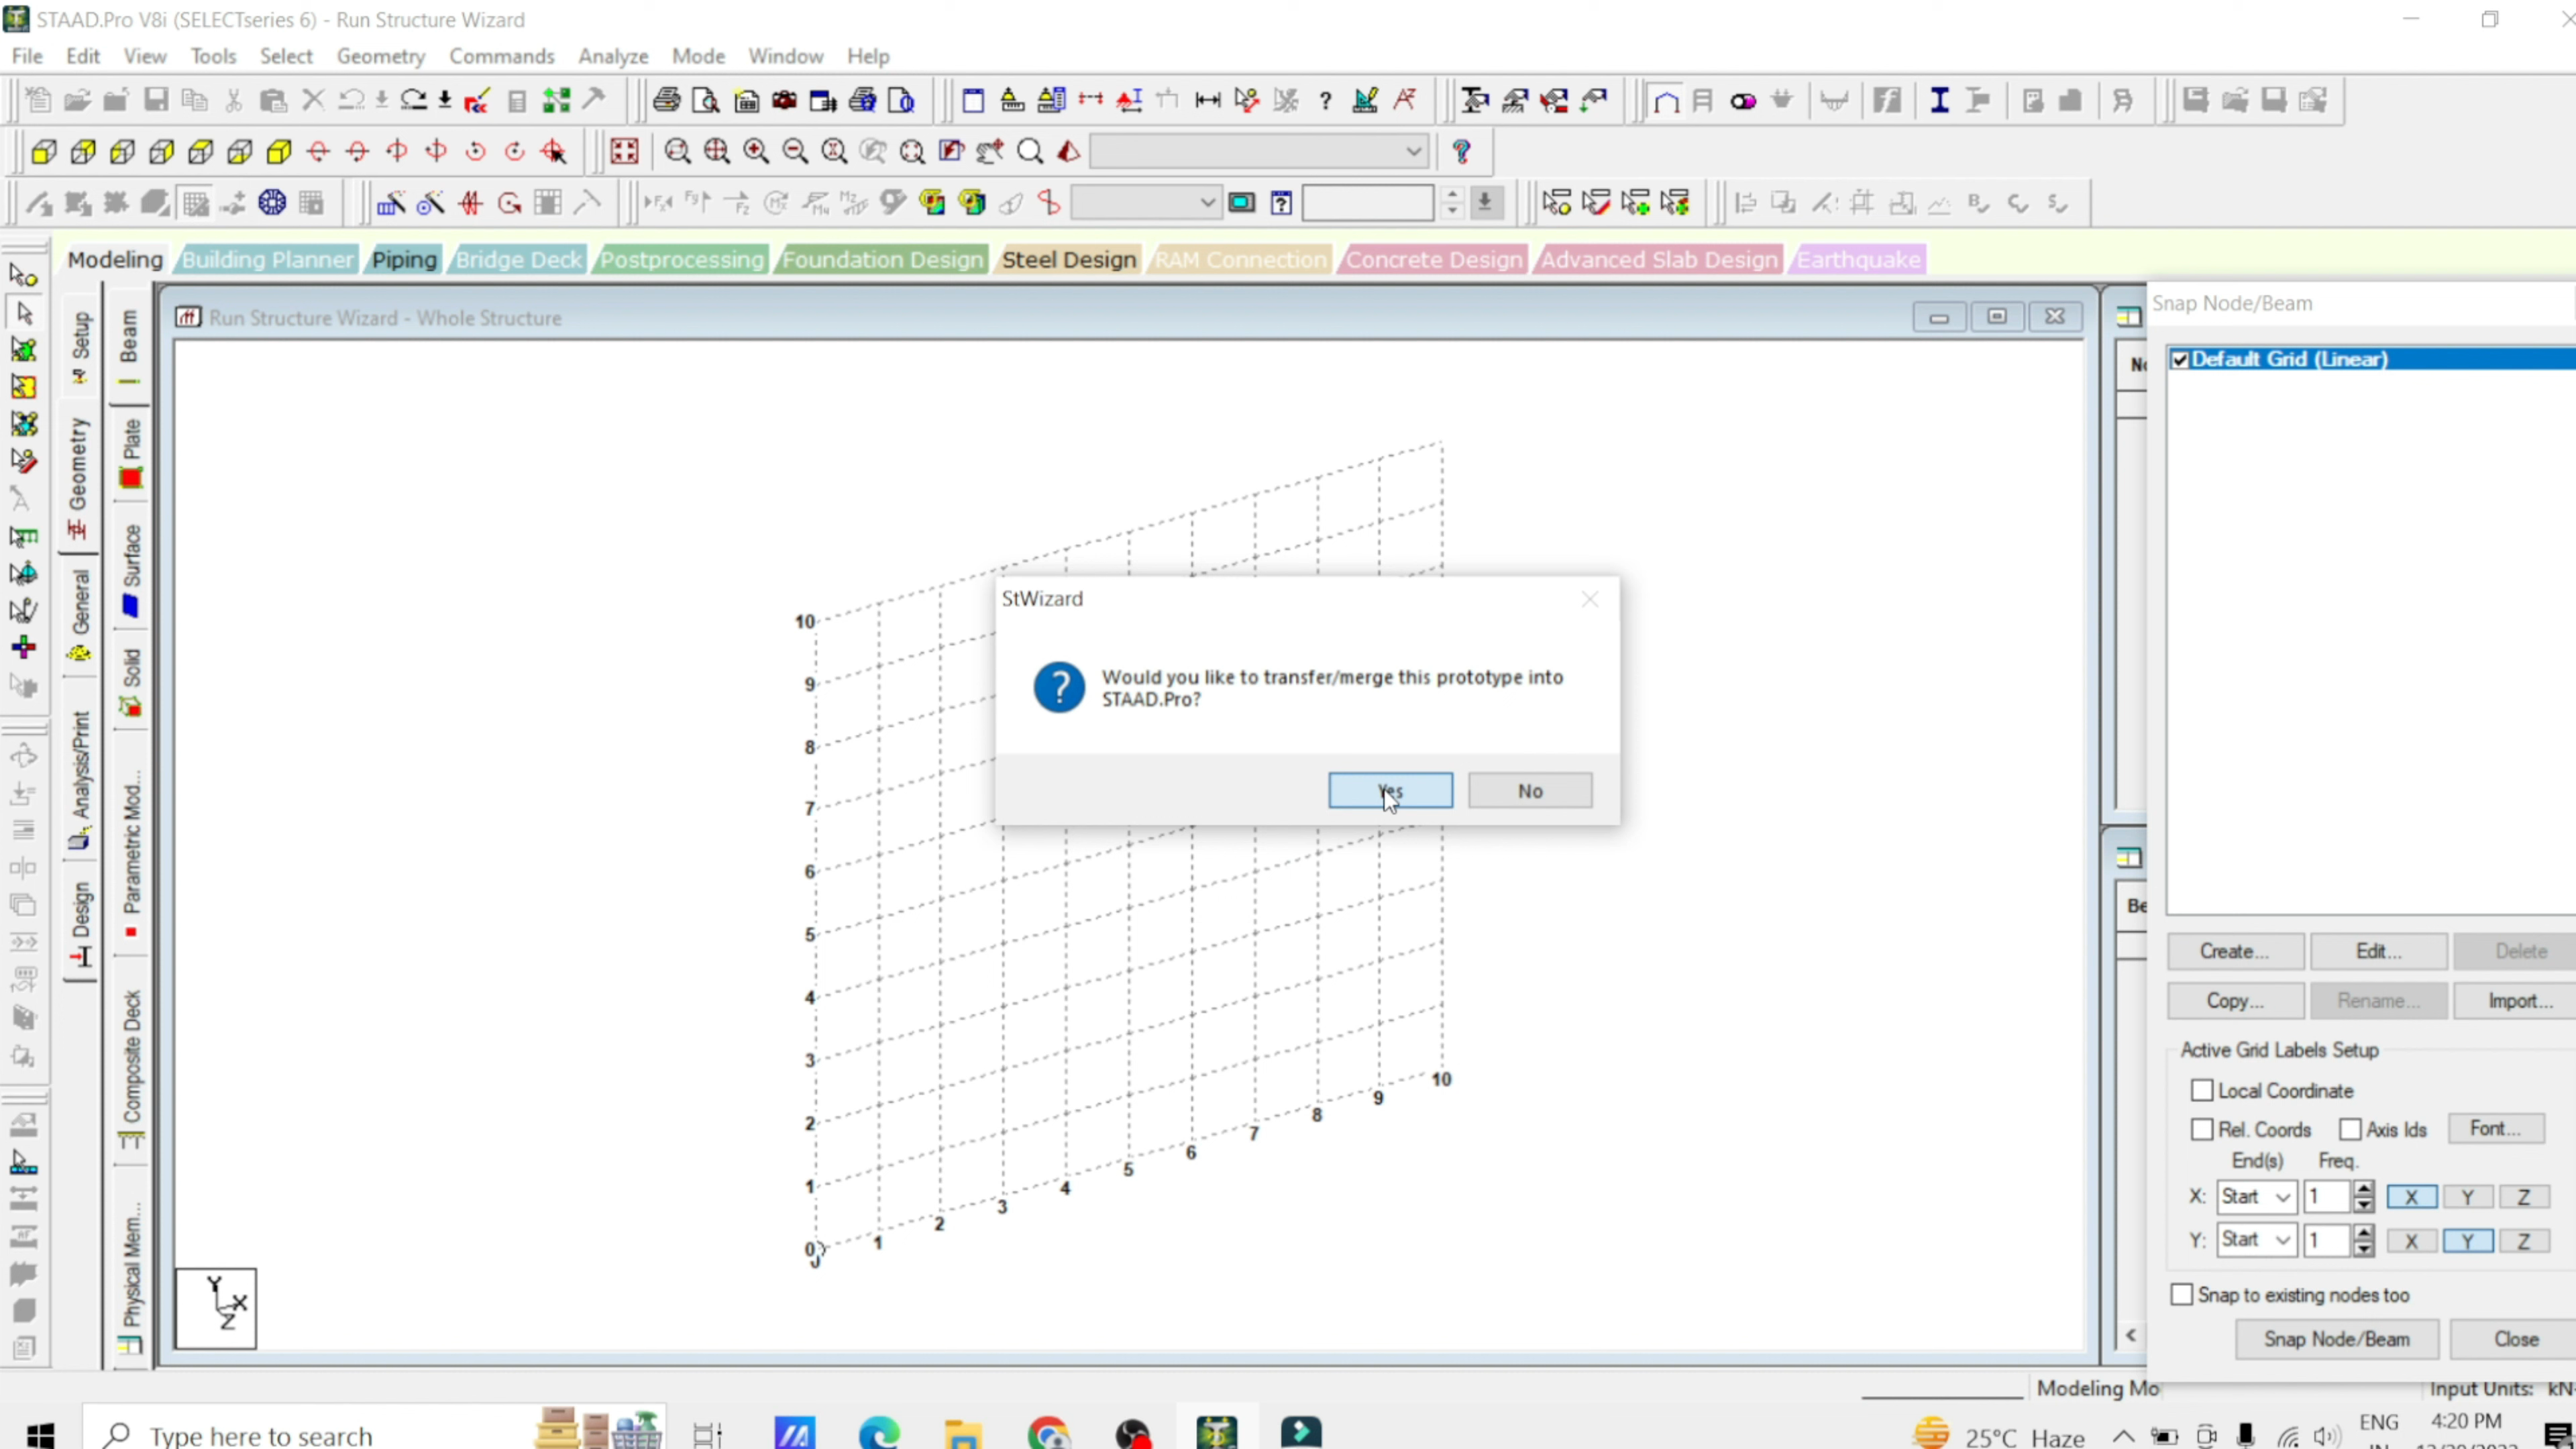 STAAD.Pro V8i (SELECTseries 6) - Run Structure Wizard
File Edit View Tools Select Geometry Commands Analyze Mode Window Help
Modeling Building Planner Piping Bridge Deck Postprocessing Foundation Design Steel Design RAM Connection Concrete Design Advanced Slab Design Earthquake
Setup
Geometry
General
Analysis/Print
Design
Beam
Plate
Surface
Solid
Parametric Mod...
Composite Deck
Physical Mem...
Run Structure Wizard - Whole Structure
10
9
8
7
6
5
4
3
2
1
0
1 2 3 4 5 6 7 8 9 10
Y
X
Z
StWizard
Would you like to transfer/merge this prototype into
STAAD.Pro?
Yes No
Be
Snap Node/Beam
Default Grid (Linear)
Create... Edit... Delete
Copy... Rename... Import...
Active Grid Labels Setup
Local Coordinate
Rel. Coords Axis Ids Font...
End(s) Freq.
X: Start 1 X Y Z
Y: Start 1 X Y Z
Snap to existing nodes too
Snap Node/Beam Close
Modeling Mo Input Units: kN-
Type here to search
25°C Haze ENG 4:20 PM